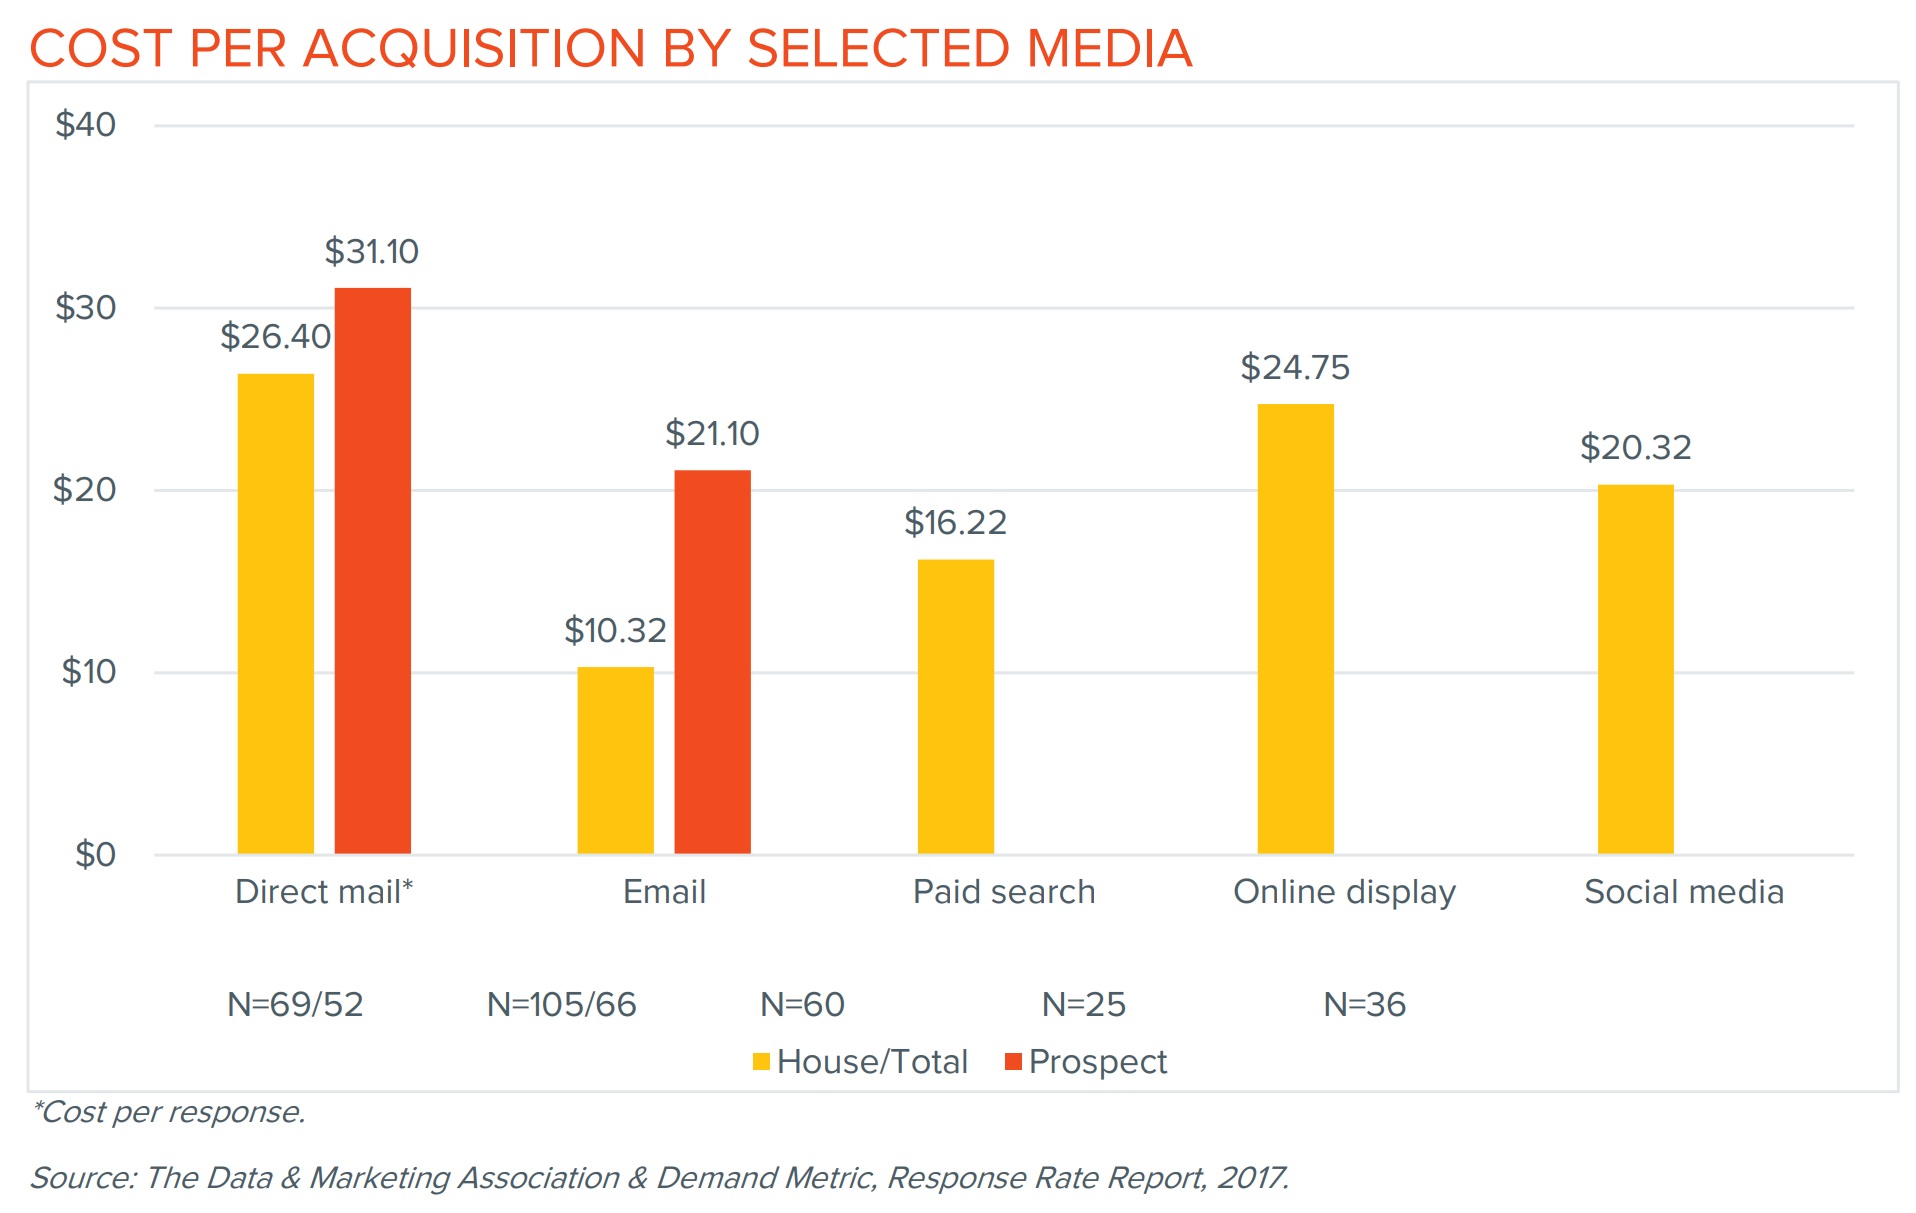 COST PER ACQUISITION BY SELECTED MEDIA
$40
$31.10
$30
$26.40
$24.75
$21.10
$20.32
$20
$16.22
$10.32
$10
$0
Direct mail* Email Paid search Online display Social media
N=69/52 N=105/66 N=60 N=25 N=36
House/Total Prospect
*Cost per response.
Source: The Data & Marketing Association & Demand Metric, Response Rate Report, 2017.